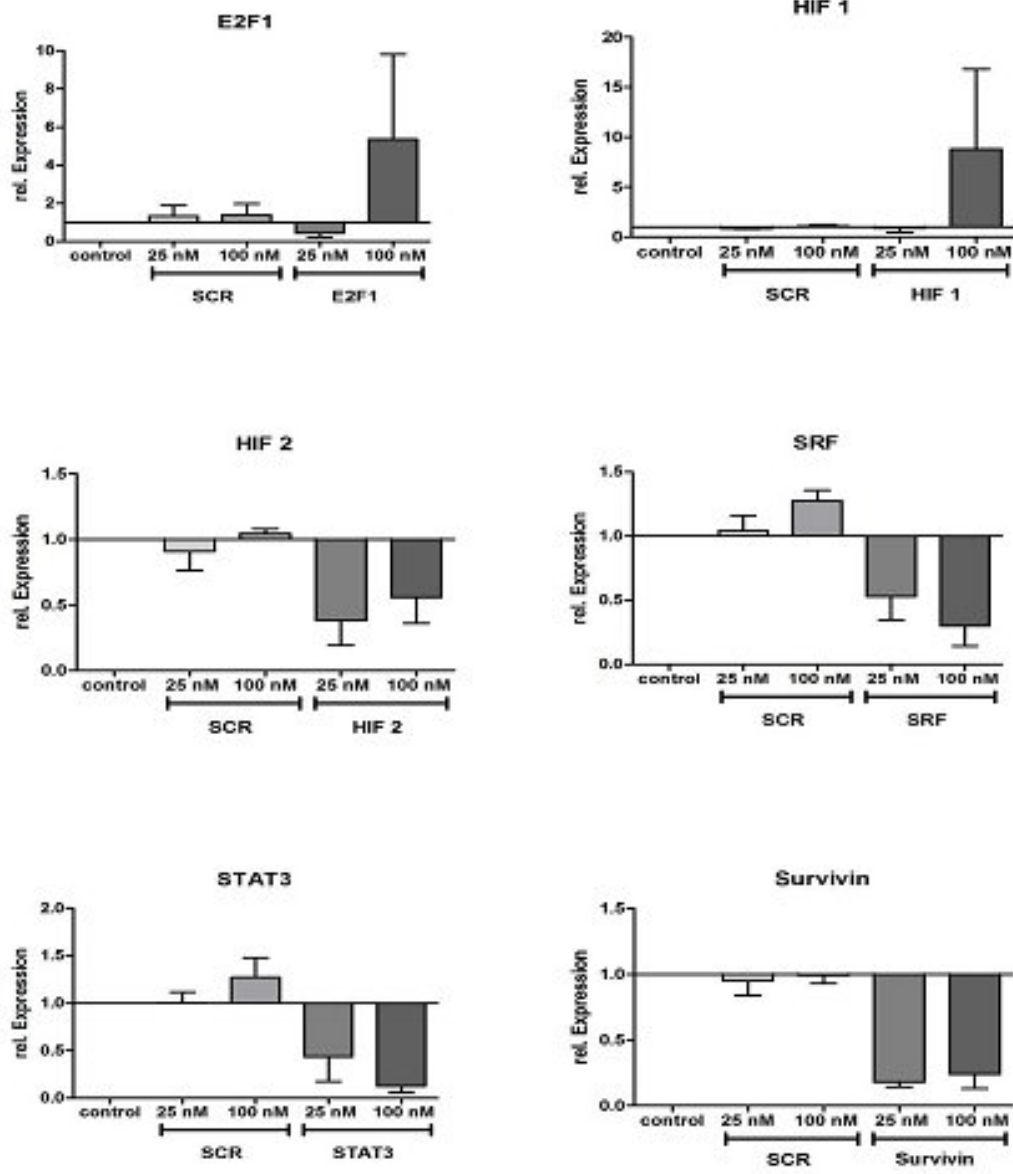 E2F1
rel. Expression
10
8
6
4
2
0
control 25 nM 100 nM 25 nM 100 nM
SCR E2F1
HIF 1
rel. Expression
20
15
10
5
0
control 25 nM 100 nM 25 nM 100 nM
SCR HIF 1
HIF 2
rel. Expression
1.5
1.0
0.5
0.0
control 25 nM 100 nM 25 nM 100 nM
SCR HIF 2
SRF
rel. Expression
1.5
1.0
0.5
0.0
control 25 nM 100 nM 25 nM 100 nM
SCR SRF
STAT3
rel. Expression
2.0
1.5
1.0
0.5
0.0
control 25 nM 100 nM 25 nM 100 nM
SCR STAT3
Survivin
rel. Expression
1.5
1.0
0.5
0.0
control 25 nM 100 nM 25 nM 100 nM
SCR Survivin